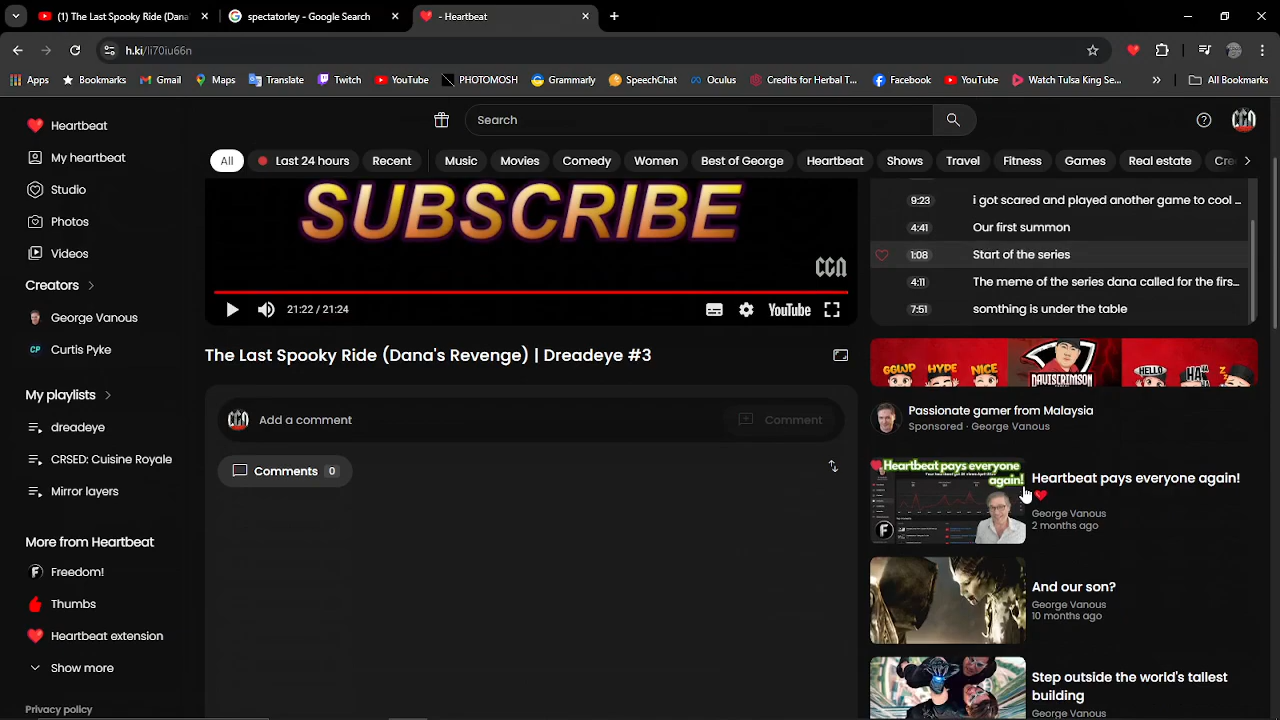 (1) The Last Spooky Ride (Dana'
spectatorley - Google Search
- Heartbeat
h.ki/li70iu66n
Apps
Bookmarks
Gmail
Maps
Translate
Twitch
YouTube
PHOTOMOSH
Grammarly
SpeechChat
Oculus
Credits for Herbal T...
Facebook
YouTube
Watch Tulsa King Se...
All Bookmarks
Heartbeat
Search
My heartbeat
All
Last 24 hours
Recent
Music
Movies
Comedy
Women
Best of George
Heartbeat
Shows
Travel
Fitness
Games
Real estate
Cre
Studio
Photos
Videos
Creators
George Vanous
Curtis Pyke
CP
My playlists
dreadeye
CRSED: Cuisine Royale
Mirror layers
More from Heartbeat
Freedom!
Thumbs
Heartbeat extension
Show more
Privacy policy
SUBSCRIBE
CGN
21:22 / 21:24
YouTube
The Last Spooky Ride (Dana's Revenge) | Dreadeye #3
Add a comment
Comment
Comments 0
9:23 i got scared and played another game to cool ...
4:41 Our first summon
1:08 Start of the series
4:11 The meme of the series dana called for the firs...
7:51 somthing is under the table
GGWP
HYPE
NICE
DAVISCRIMSON
HELLO
HA
Passionate gamer from Malaysia
Sponsored · George Vanous
Heartbeat pays everyone
again!
Heartbeat pays everyone again!
George Vanous
2 months ago
And our son?
George Vanous
10 months ago
Step outside the world's tallest
building
George Vanous